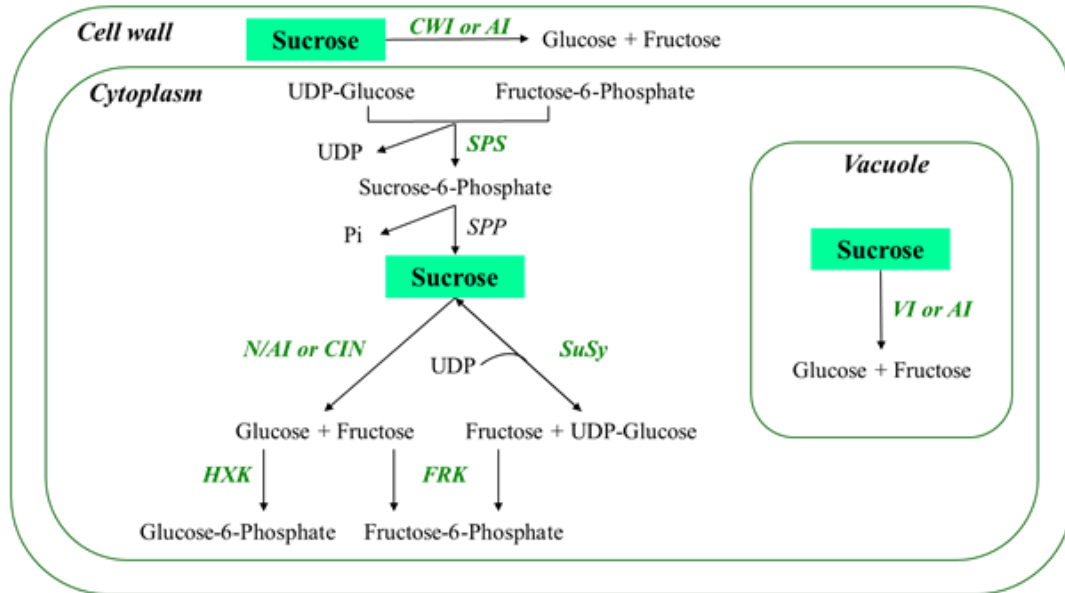 Cell wall
Sucrose
CWI or AI
Glucose + Fructose
Cytoplasm
UDP-Glucose
Fructose-6-Phosphate
UDP
SPS
Sucrose-6-Phosphate
Pi
SPP
Sucrose
N/AI or CIN
UDP
SuSy
Glucose + Fructose
Fructose + UDP-Glucose
HXK
FRK
Glucose-6-Phosphate
Fructose-6-Phosphate
Vacuole
Sucrose
VI or AI
Glucose + Fructose